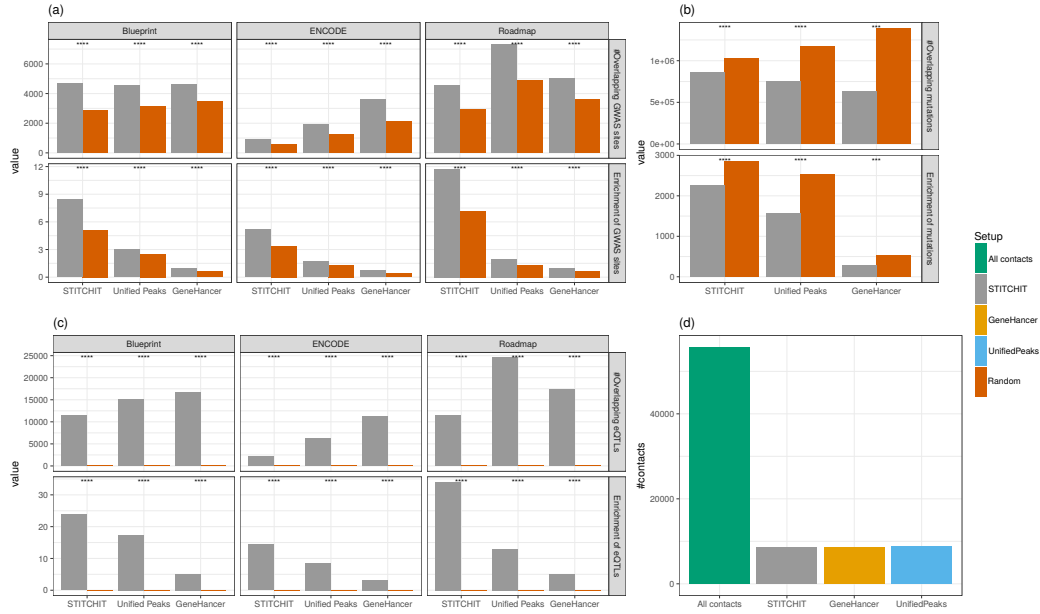 (a)
Blueprint
ENCODE
Roadmap
**** **** **** **** **** **** **** **** ****
6000
4000
2000
0
#Overlapping
GWAS sites
**** **** **** **** **** **** **** **** ****
12
9
6
3
0
Enrichment of
GWAS sites
value
STITCHIT Unified Peaks GeneHancer STITCHIT Unified Peaks GeneHancer STITCHIT Unified Peaks GeneHancer
(b)
**** **** ***
1e+06
5e+05
0e+00
#Overlapping
mutations
**** **** ***
3000
2000
1000
0
Enrichment
of mutations
value
STITCHIT Unified Peaks GeneHancer
(c)
Blueprint
ENCODE
Roadmap
**** **** **** **** **** **** **** **** ****
25000
20000
15000
10000
5000
0
#Overlapping
eQTLs
**** **** **** **** **** **** **** **** ****
30
20
10
0
Enrichment
of eQTLs
value
STITCHIT Unified Peaks GeneHancer STITCHIT Unified Peaks GeneHancer STITCHIT Unified Peaks GeneHancer
(d)
#contacts
40000
20000
0
All contacts STITCHIT GeneHancer UnifiedPeaks
Setup
All contacts
STITCHIT
GeneHancer
UnifiedPeaks
Random